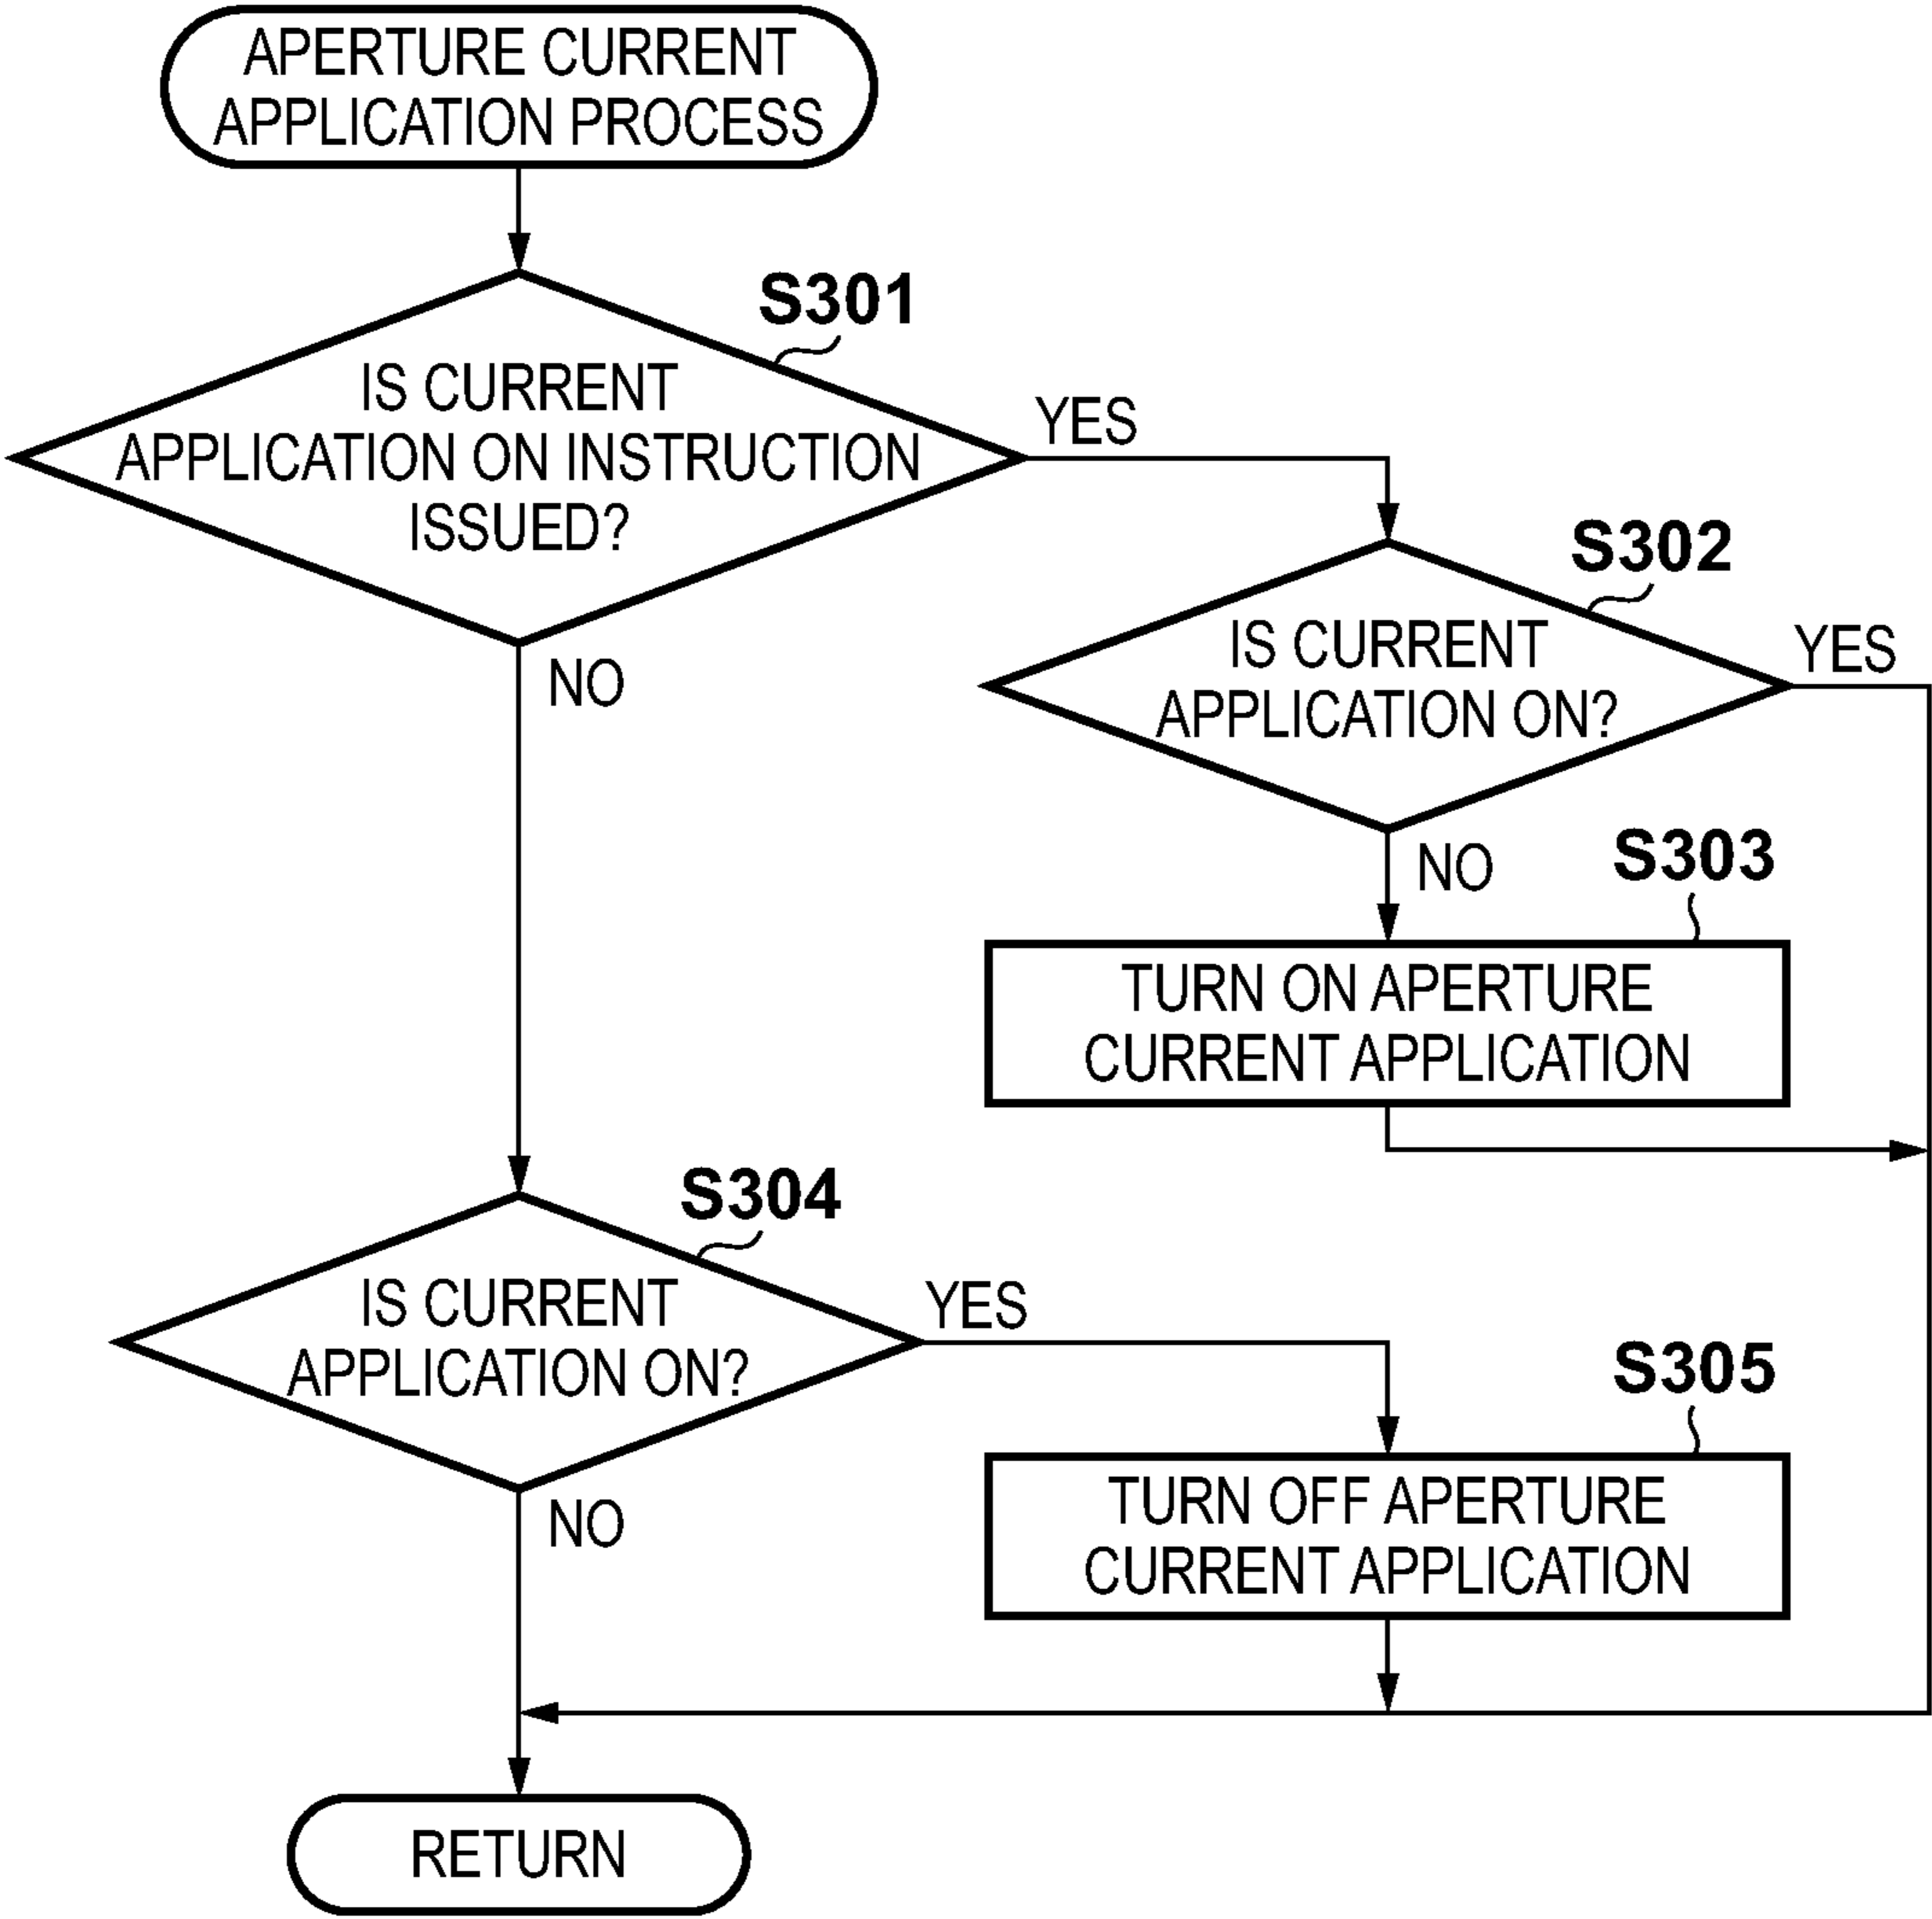 APERTURE CURRENT
APPLICATION PROCESS
S301
IS CURRENT
APPLICATION ON INSTRUCTION
ISSUED?
YES
NO
S302
IS CURRENT
APPLICATION ON?
YES
NO
S303
TURN ON APERTURE
CURRENT APPLICATION
S304
IS CURRENT
APPLICATION ON?
YES
NO
S305
TURN OFF APERTURE
CURRENT APPLICATION
RETURN